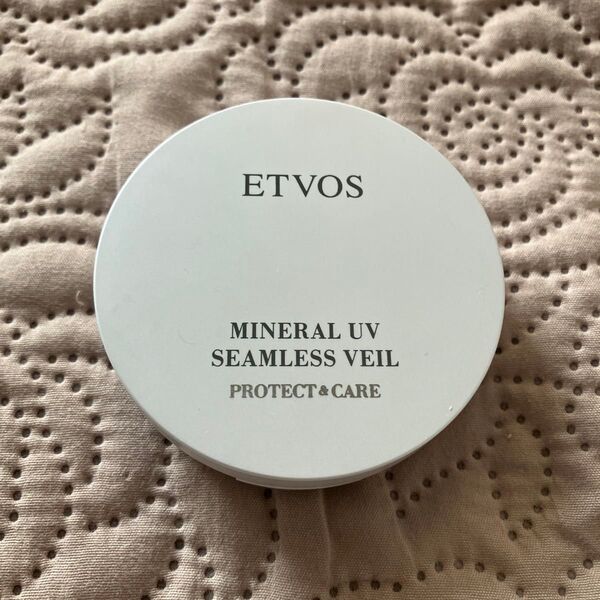 ETVOS
MINERAL UV
SEAMLESS VEIL
PROTECT&CARE